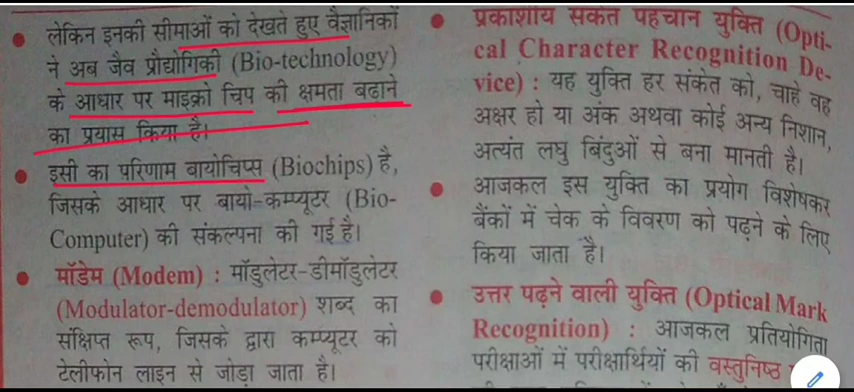 लेकिन इनकी सीमाओं को देखते हुए वैज्ञानिकों
ने अब जैव प्रौद्योगिकी (Bio-technology)
के आधार पर माइक्रो चिप की क्षमता बढाने
का प्रयास किया है।
इसी का परिणाम बायोचिप्स (Biochips) है,
जिसके आधार पर बायो-कम्प्यूटर (Bio-
Computer) की संकल्पना की गई है।
मॉडेम (Modem) : मॉडुलेटर-डीमॉडुलेटर
(Modulator-demodulator) शब्द का
संक्षिप्त रूप, जिसके द्वारा कम्प्यूटर को
टेलीफोन लाइन से जोड़ा जाता है।
प्रकाशीय संकेत पहचान युक्ति (Opti-
cal Character Recognition De-
vice) : यह युक्ति हर संकेत को, चाहे वह
अक्षर हो या अंक अथवा कोई अन्य निशान,
अत्यंत लघु बिंदुओं से बना मानती है।
आजकल इस युक्ति का प्रयोग विशेषकर
बैंकों में चेक के विवरण को पढ़ने के लिए
किया जाता है।
उत्तर पढ़ने वाली युक्ति (Optical Mark
Recognition) : आजकल प्रतियोगिता
परीक्षाओं में परीक्षार्थियों की वस्तुनिष्ठ